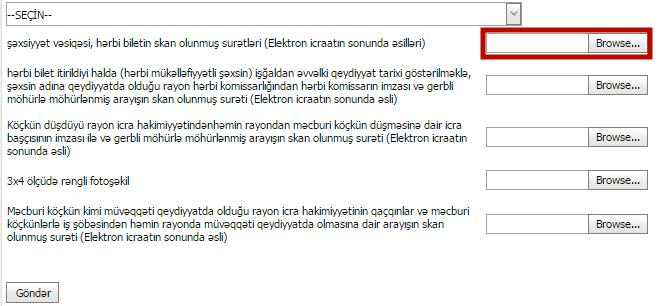 --SEÇİN--
şəxsiyyət vəsiqəsi, hərbi biletin skan olunmuş surətləri (Elektron icraatın sonunda əsilləri)
Browse...
hərbi bilet itirildiyi halda (hərbi mükəlləfiyyətli şəxsin) işğaldan əvvəlki qeydiyyat tarixi göstərilməklə,
şəxsin adına qeydiyyatda olduğu rayon hərbi komissarlığından hərbi komissarın imzası və gerbli
möhürlə möhürlənmiş arayışın skan olunmuş surəti (Elektron icraatın sonunda əsli)
Browse...
Köçkün düşdüyü rayon icra hakimiyyətindənhəmin rayondan məcburi köçkün düşməsinə dair icra
başçısının imzası ilə və gerbli möhürlə möhürlənmiş arayışın skan olunmuş surəti (Elektron icraatın
sonunda əsli)
Browse...
3x4 ölçüdə rəngli fotoşəkil
Browse...
Məcburi köçkün kimi müvəqqəti qeydiyyatda olduğu rayon icra hakimiyyətinin qaçqınlar və məcburi
köçkünlərlə iş şöbəsindən həmin rayonda müvəqqəti qeydiyyatda olmasına dair arayışın skan
olunmuş surəti (Elektron icraatın sonunda əsli)
Browse...
Göndər